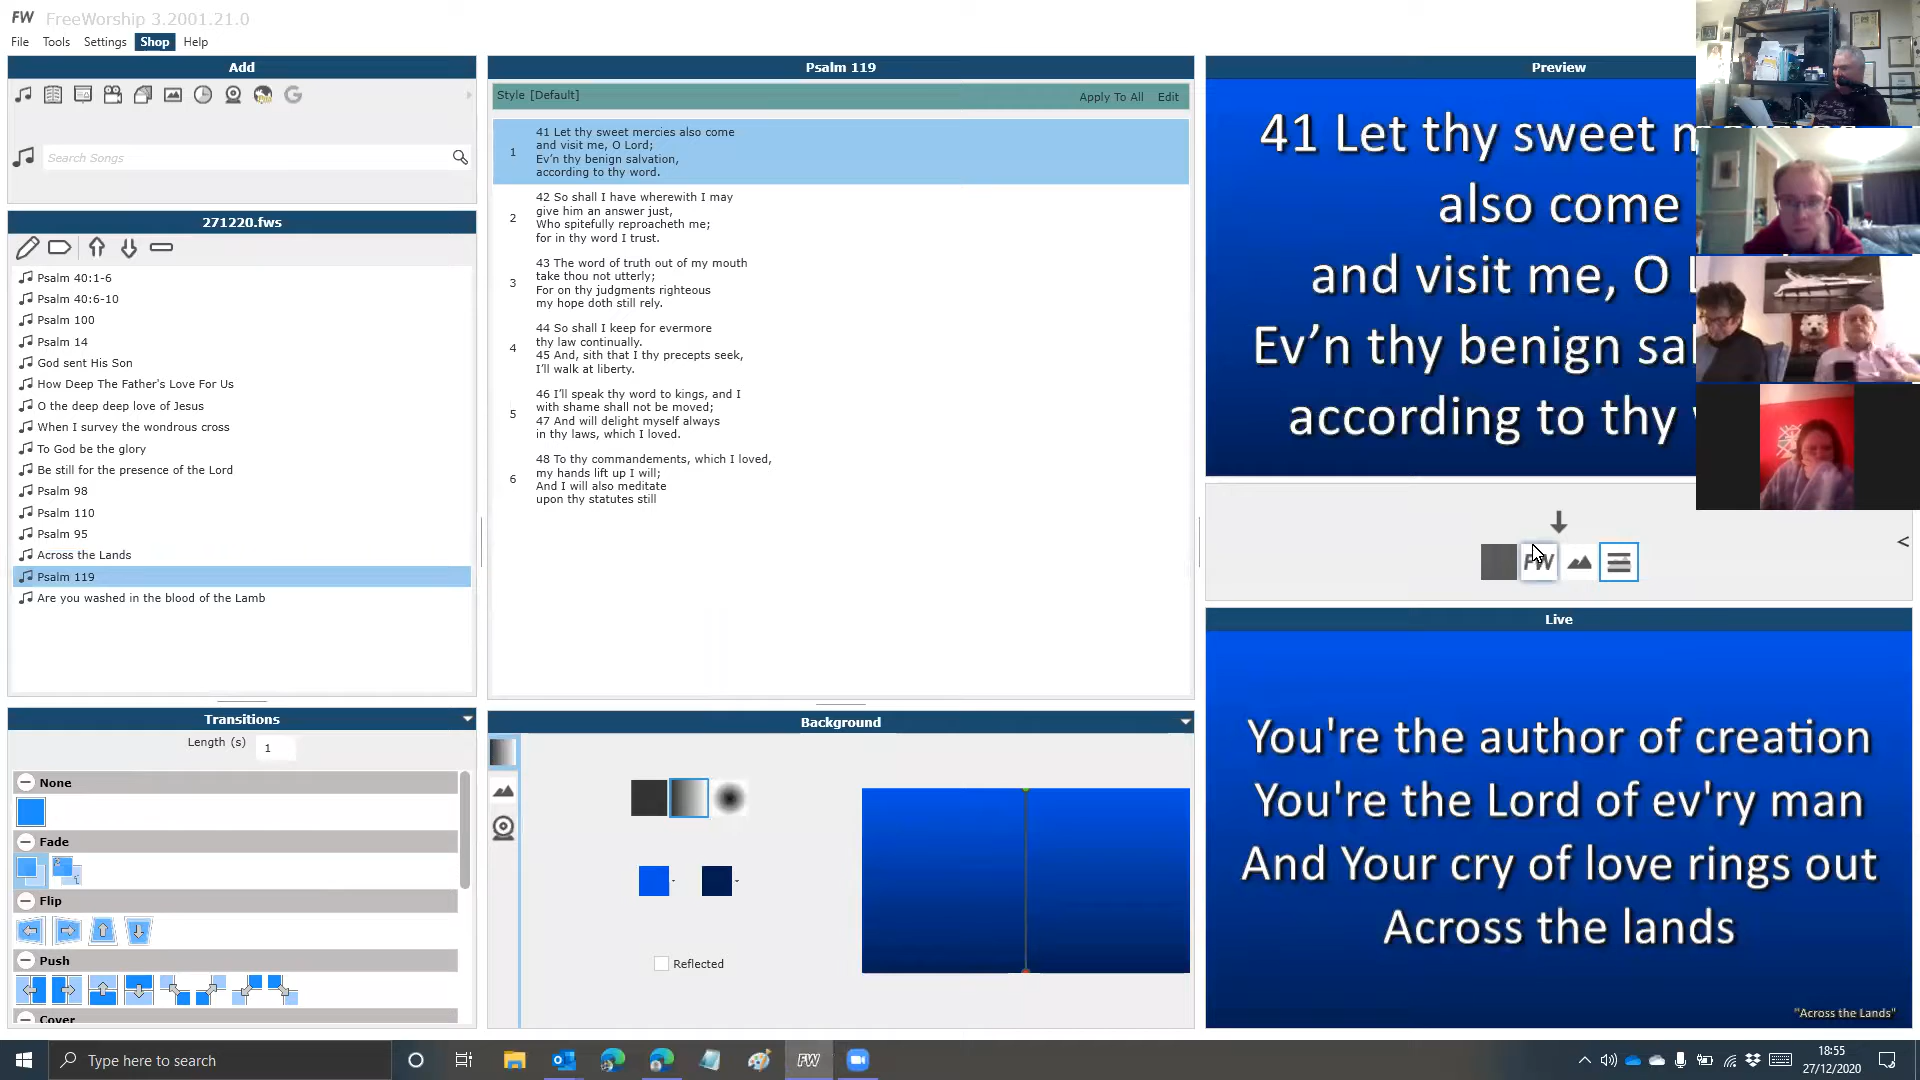 FW FreeWorship 3.2001.21.0
File Tools Settings Shop Help
Add
Search Songs
271220.fws
Psalm 40:1-6
Psalm 40:6-10
Psalm 100
Psalm 14
God sent His Son
How Deep The Father's Love For Us
O the deep deep love of Jesus
When I survey the wondrous cross
To God be the glory
Be still for the presence of the Lord
Psalm 98
Psalm 110
Psalm 95
Across the Lands
Psalm 119
Are you washed in the blood of the Lamb
Transitions
Length (s) 1
None
Fade
Flip
Push
Cover
Psalm 119
Style [Default] Apply To All Edit
1
41 Let thy sweet mercies also come
and visit me, O Lord;
Ev’n thy benign salvation,
according to thy word.
2
42 So shall I have wherewith I may
give him an answer just,
Who spitefully reproacheth me;
for in thy word I trust.
3
43 The word of truth out of my mouth
take thou not utterly;
For on thy judgments righteous
my hope doth still rely.
4
44 So shall I keep for evermore
thy law continually.
45 And, sith that I thy precepts seek,
I’ll walk at liberty.
5
46 I’ll speak thy word to kings, and I
with shame shall not be moved;
47 And will delight myself always
in thy laws, which I loved.
6
48 To thy commandments, which I loved,
my hands lift up I will;
And I will also meditate
upon thy statutes still
Background
Reflected
Preview
41 Let thy sweet
also come
and visit me, O
Ev’n thy benign
according to thy
FW
<
Live
You're the author of creation
You're the Lord of ev'ry man
And Your cry of love rings out
Across the lands
"Across the Lands"
Type here to search
FW
18:55
27/12/2020